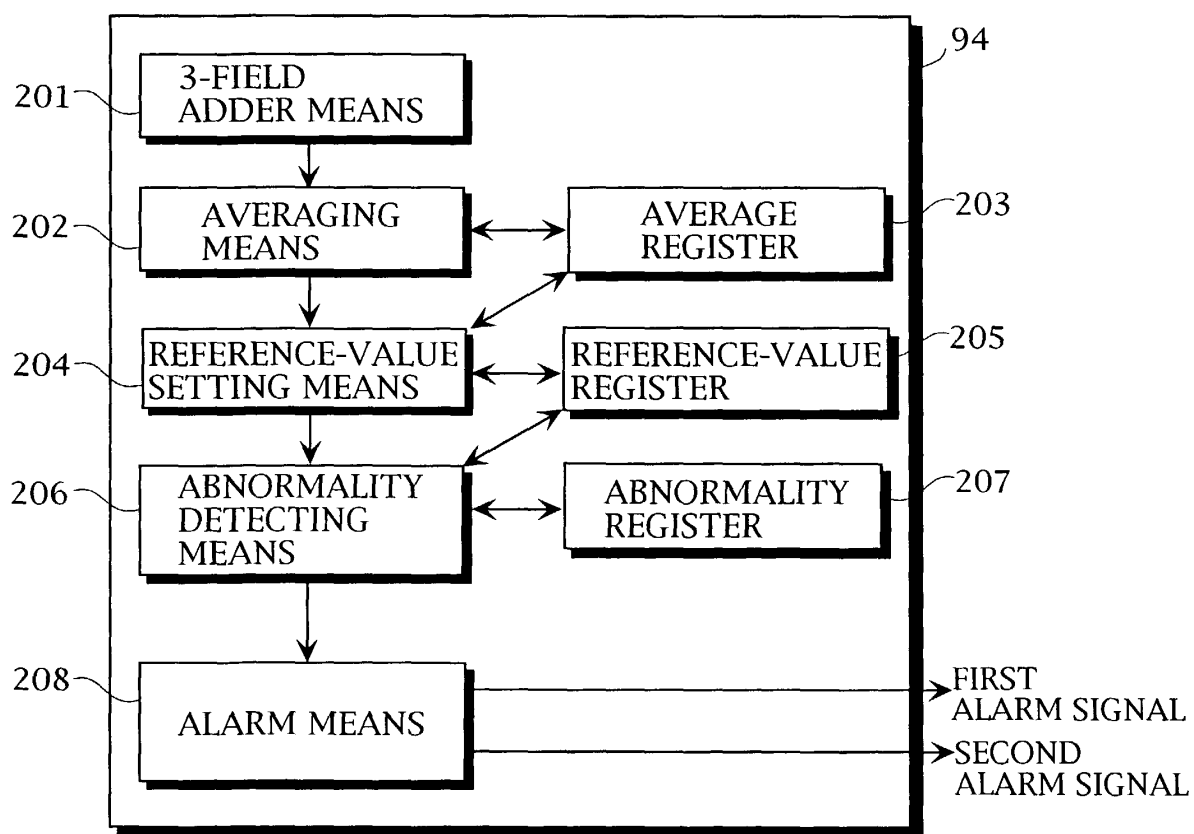 94
201
3-FIELD
ADDER MEANS
202
AVERAGING
MEANS
AVERAGE
REGISTER
203
204
REFERENCE-VALUE
SETTING MEANS
REFERENCE-VALUE
REGISTER
205
206
ABNORMALITY
DETECTING
MEANS
ABNORMALITY
REGISTER
207
208
ALARM MEANS
FIRST
ALARM SIGNAL
SECOND
ALARM SIGNAL